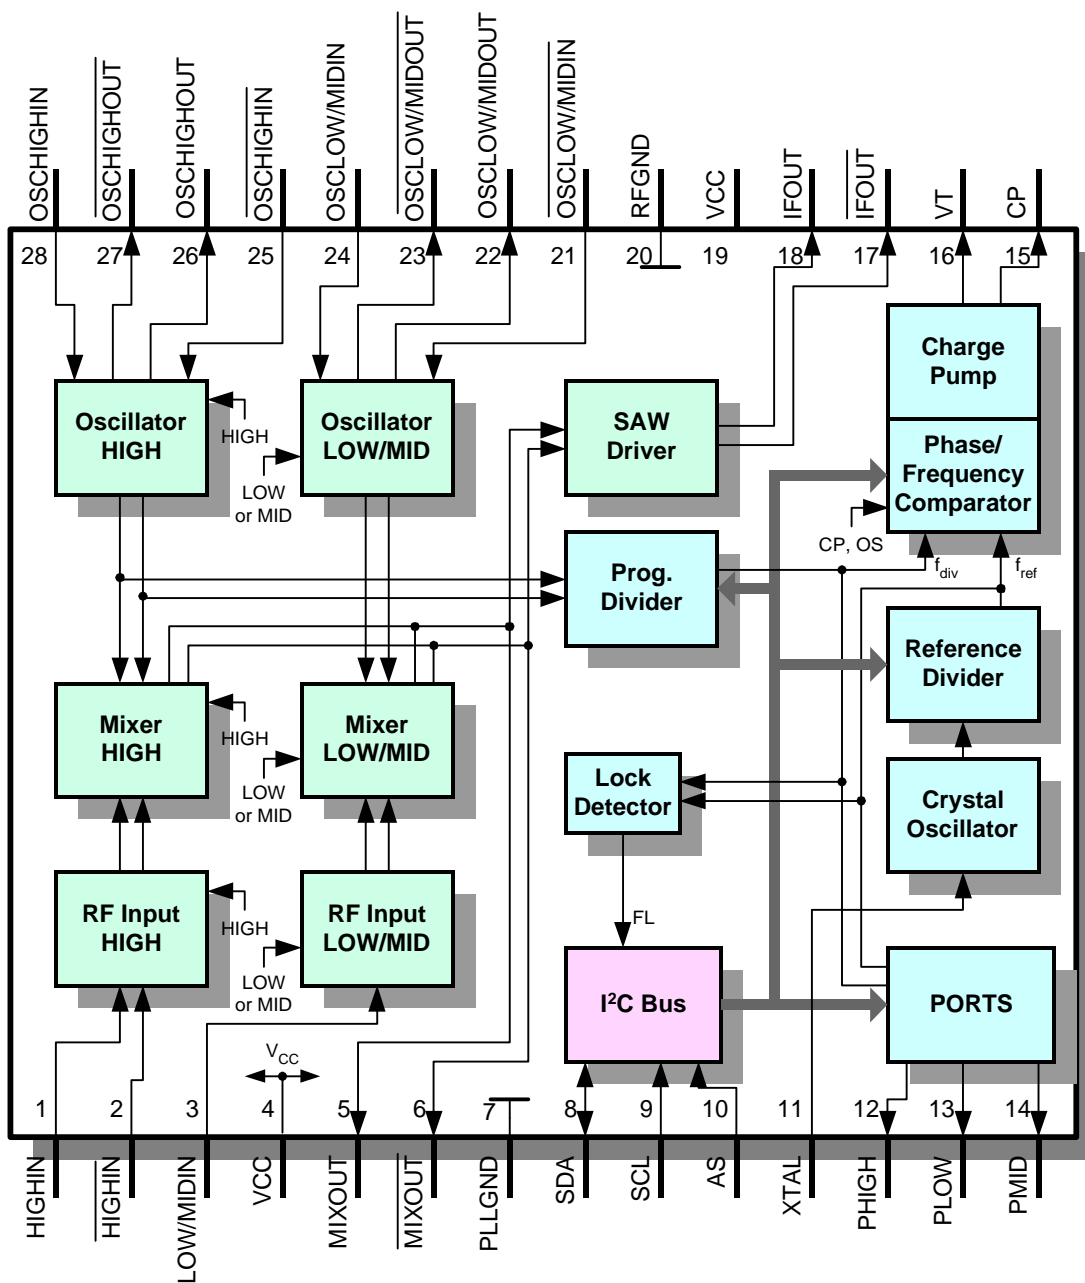 OSCHIGHIN
OSCHIGHOUT
OSCHIGHOUT
OSCHIGHIN
OSCLOW/MIDIN
OSCLOW/MIDOUT
OSCLOW/MIDOUT
OSCLOW/MIDIN
RFGND
VCC
IFOUT
IFOUT
VT
CP
28
27
26
25
24
23
22
21
20
19
18
17
16
15
Oscillator
HIGH
HIGH
LOW
or MID
Oscillator
LOW/MID
SAW
Driver
Charge
Pump
Phase/
Frequency
Comparator
CP, OS
fdiv
fref
Prog.
Divider
Reference
Divider
Mixer
HIGH
HIGH
LOW
or MID
Mixer
LOW/MID
Lock
Detector
Crystal
Oscillator
RF Input
HIGH
HIGH
LOW
or MID
RF Input
LOW/MID
FL
I²C Bus
PORTS
VCC
1
2
3
4
5
6
7
8
9
10
11
12
13
14
HIGHIN
HIGHIN
LOW/MIDIN
VCC
MIXOUT
MIXOUT
PLLGND
SDA
SCL
AS
XTAL
PHIGH
PLOW
PMID